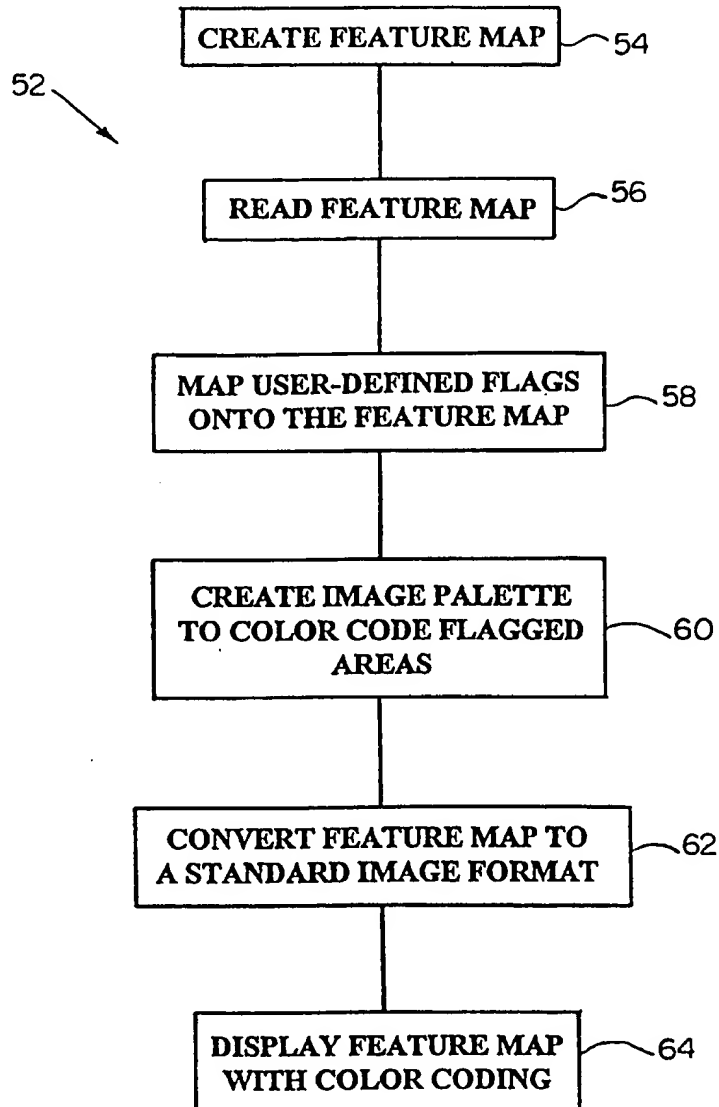 CREATE FEATURE MAP
54
52
READ FEATURE MAP
56
MAP USER-DEFINED FLAGS
ONTO THE FEATURE MAP
58
CREATE IMAGE PALETTE
TO COLOR CODE FLAGGED
AREAS
60
CONVERT FEATURE MAP TO
A STANDARD IMAGE FORMAT
62
DISPLAY FEATURE MAP
WITH COLOR CODING
64